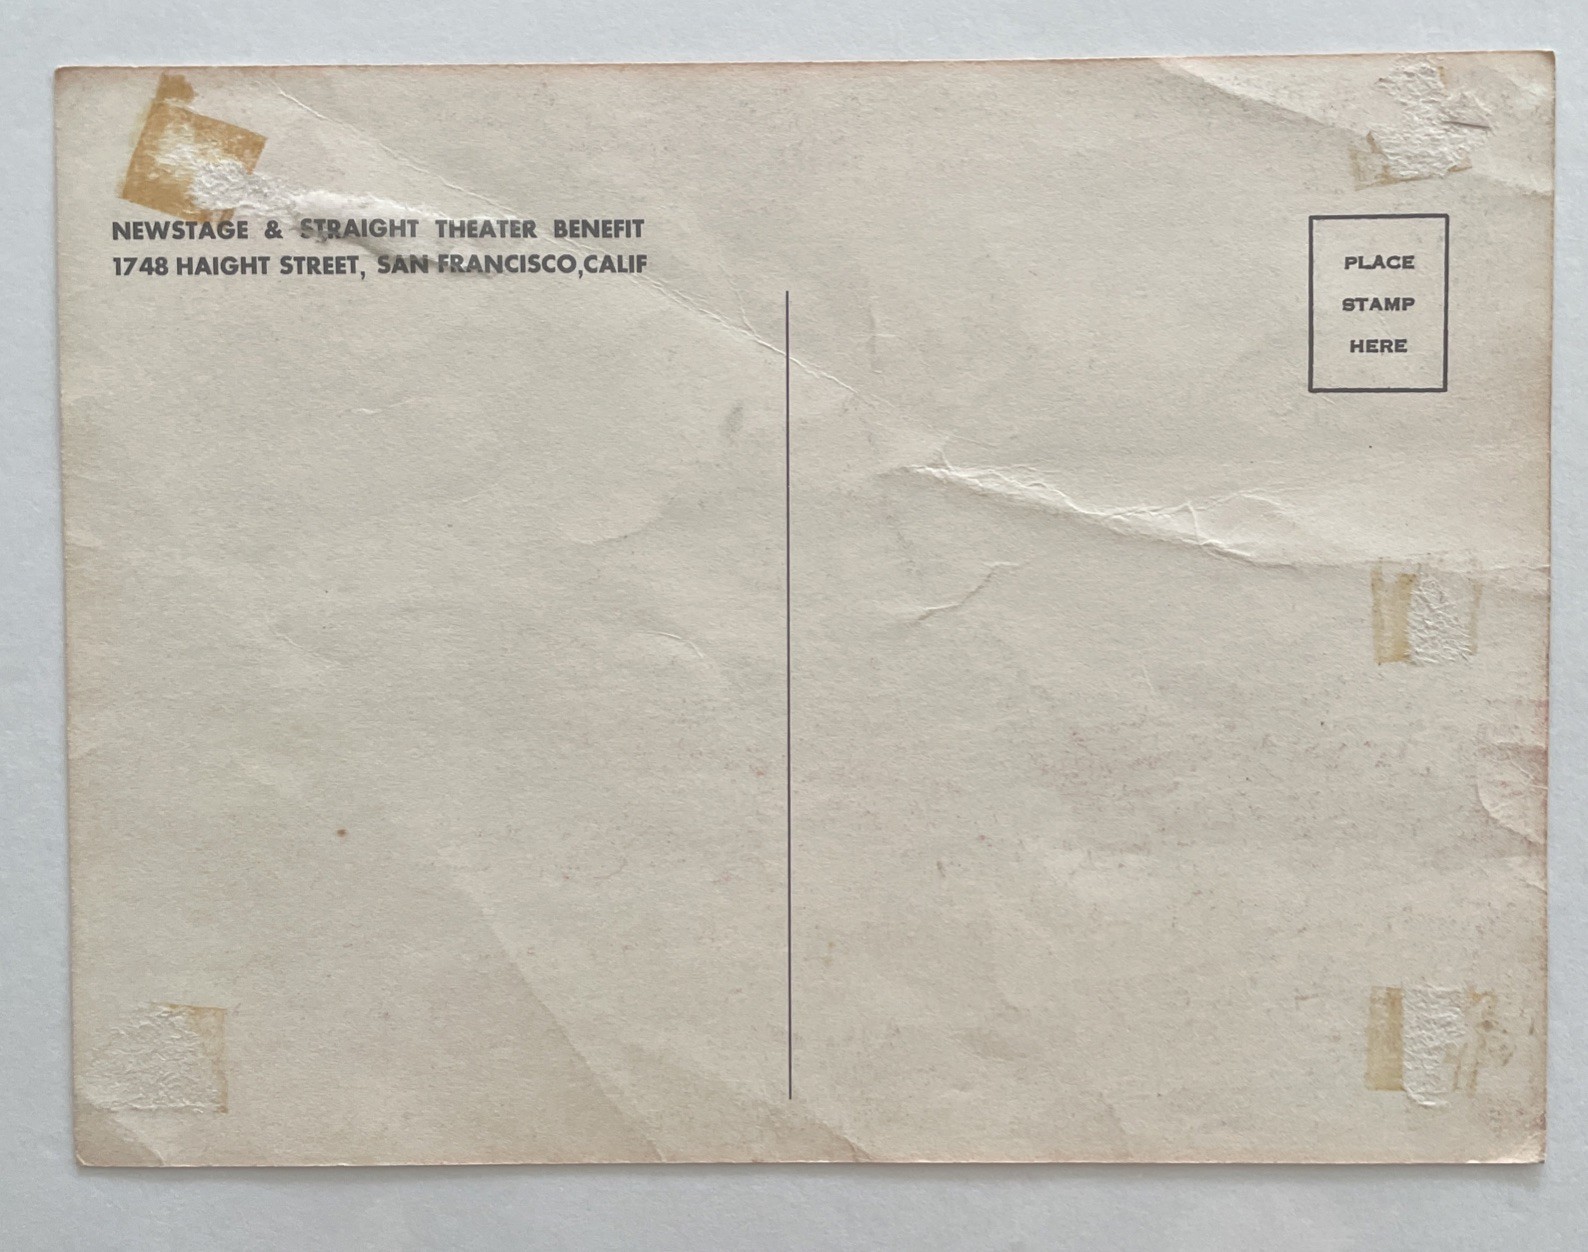 NEWSTAGE & STRAIGHT THEATER BENEFIT
1748 HAIGHT STREET, SAN FRANCISCO,CALIF
PLACE
STAMP
HERE